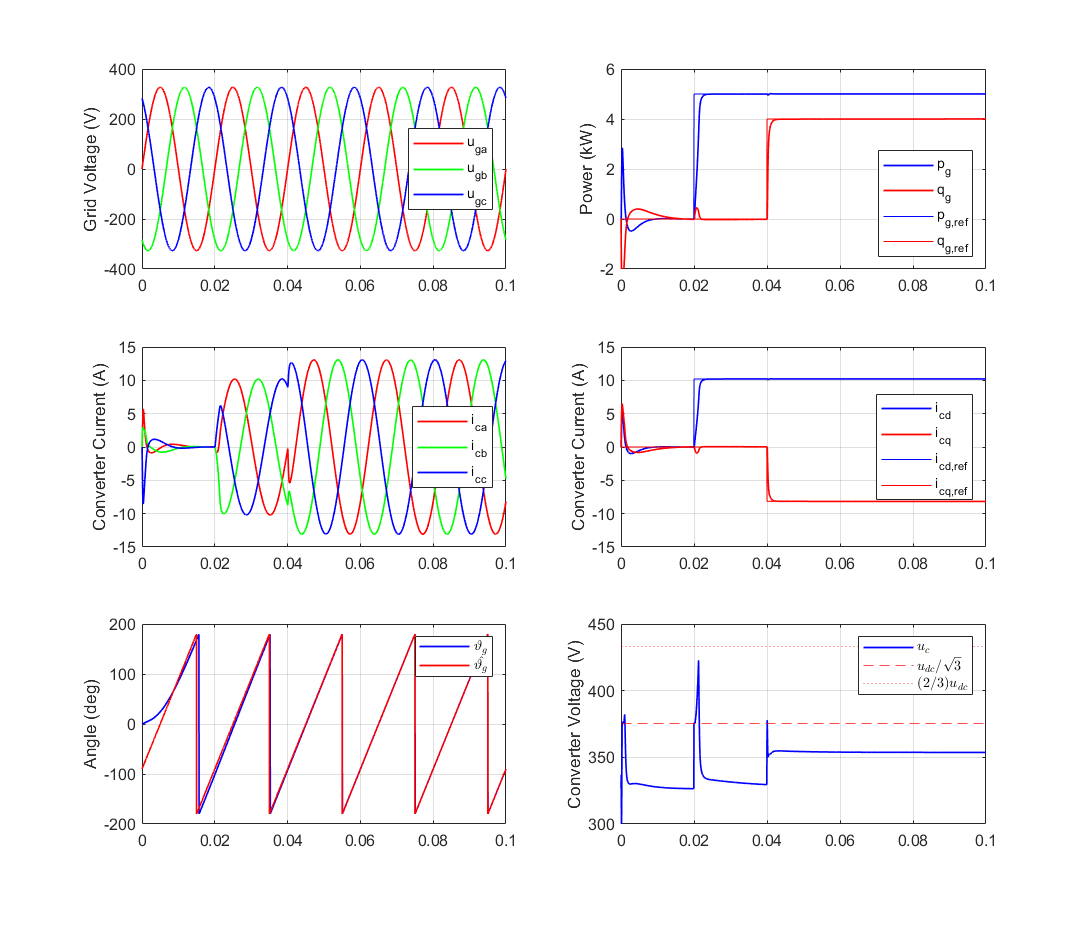 400
200
0
-200
-400
Grid Voltage (V)
u_ga
u_gb
u_gc
0 0.02 0.04 0.06 0.08 0.1
6
4
2
0
-2
Power (kW)
p_g
q_g
p_g,ref
q_g,ref
0 0.02 0.04 0.06 0.08 0.1
15
10
5
0
-5
-10
-15
Converter Current (A)
i_ca
i_cb
i_cc
0 0.02 0.04 0.06 0.08 0.1
15
10
5
0
-5
-10
-15
Converter Current (A)
i_cd
i_cq
i_cd,ref
i_cq,ref
0 0.02 0.04 0.06 0.08 0.1
200
100
0
-100
-200
Angle (deg)
ϑ_g
ϑ̂_g
0 0.02 0.04 0.06 0.08 0.1
450
400
350
300
Converter Voltage (V)
u_c
u_dc/√3
(2/3)u_dc
0 0.02 0.04 0.06 0.08 0.1